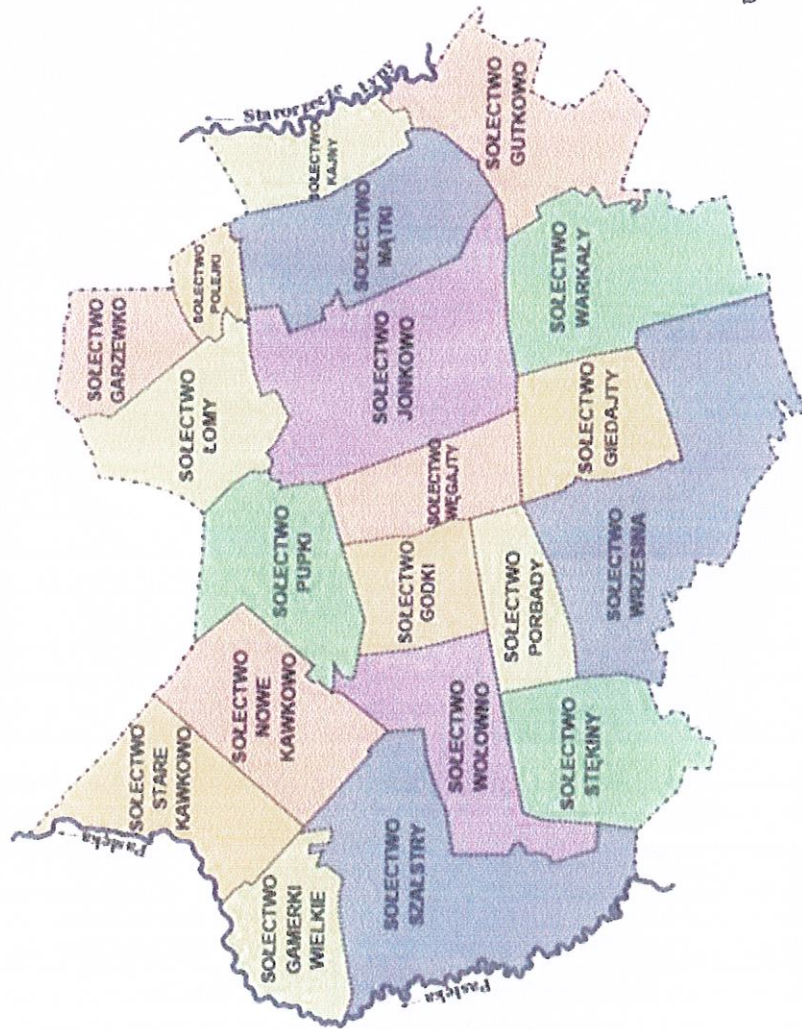 SOŁECTWO
GARZEWKO
Pasłęka
SOŁECTWO
STARE
KAWKOWO
SOŁECTWO
ŁOMY
SOŁECTWO
POLEJKI
Starorzecze Łyny
SOŁECTWO
NOWE
KAWKOWO
SOŁECTWO
GAMERKI
WIELKIE
SOŁECTWO
PUPKI
SOŁECTWO
KAJNY
SOŁECTWO
MĄTKI
SOŁECTWO
JONKOWO
SOŁECTWO
SZAŁSTRY
SOŁECTWO
GODKI
SOŁECTWO
WĘGAJTY
Pasłęka
SOŁECTWO
WOŁOWNO
SOŁECTWO
GUTKOWO
SOŁECTWO
PORBADY
SOŁECTWO
WARKAŁY
SOŁECTWO
STĘKINY
SOŁECTWO
GIEDAJTY
SOŁECTWO
WRZESINA